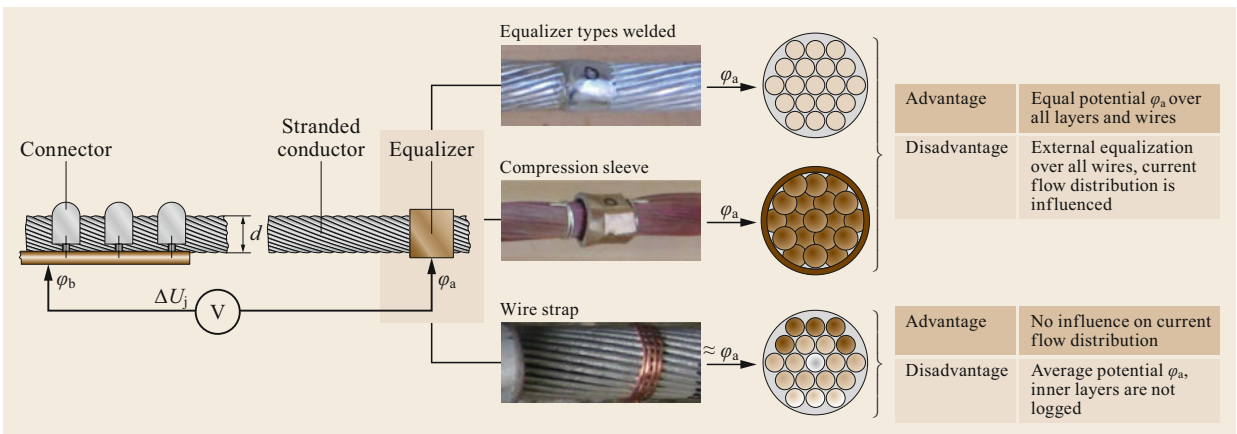 Equalizer types welded
φa
Advantage
Equal potential φa over
all layers and wires
Disadvantage
External equalization
over all wires, current
flow distribution is
influenced
Connector
Stranded
conductor
Equalizer
d
φb
φa
ΔUj
V
Compression sleeve
φa
Wire strap
≈ φa
Advantage
No influence on current
flow distribution
Disadvantage
Average potential φa,
inner layers are not
logged